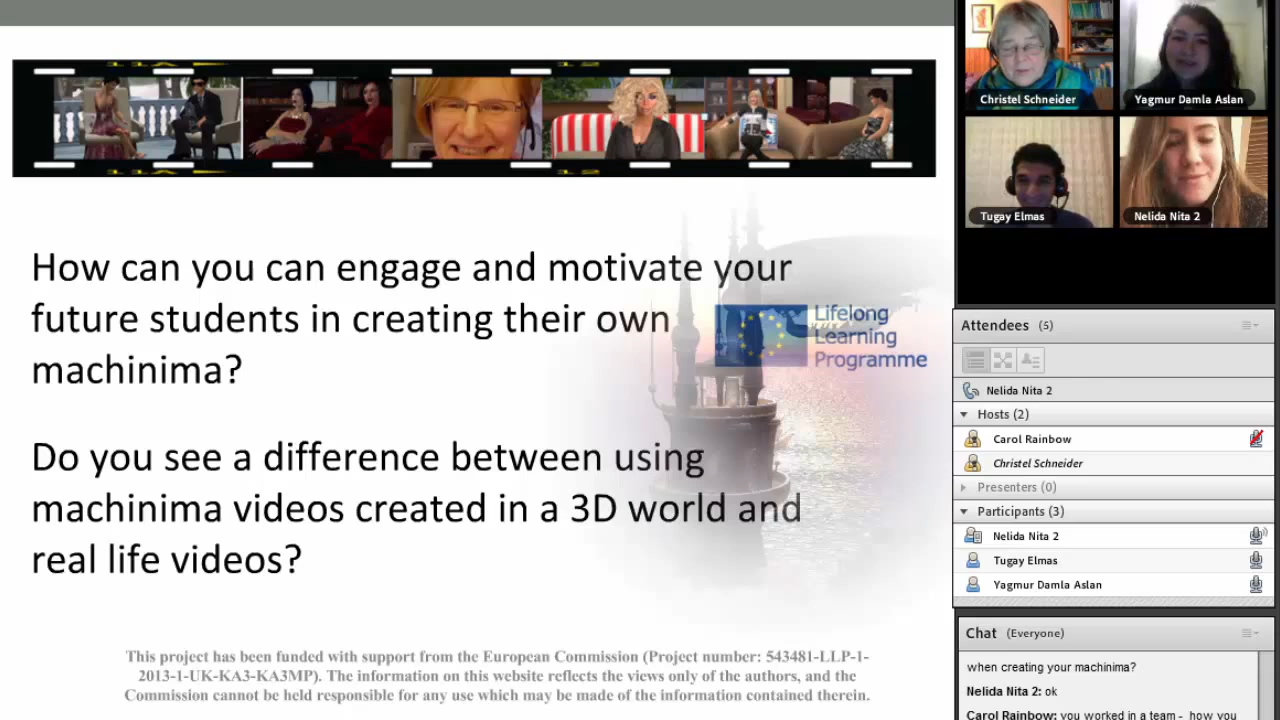 How can you can engage and motivate your
future students in creating their own
machinima?
Lifelong
Learning
Programme
Do you see a difference between using
machinima videos created in a 3D world and
real life videos?
This project has been funded with support from the European Commission (Project number: 543481-LLP-1-
2013-1-UK-KA3-KA3MP). The information on this website reflects the views only of the authors, and the
Commission cannot be held responsible for any use which may be made of the information contained therein.
Christel Schneider
Yagmur Damla Aslan
Tugay Elmas
Nelida Nita 2
Attendees (5)
Nelida Nita 2
Hosts (2)
Carol Rainbow
Christel Schneider
Presenters (0)
Participants (3)
Nelida Nita 2
Tugay Elmas
Yagmur Damla Aslan
Chat (Everyone)
when creating your machinima?
Nelida Nita 2: ok
Carol Rainbow: you worked in a team - how you